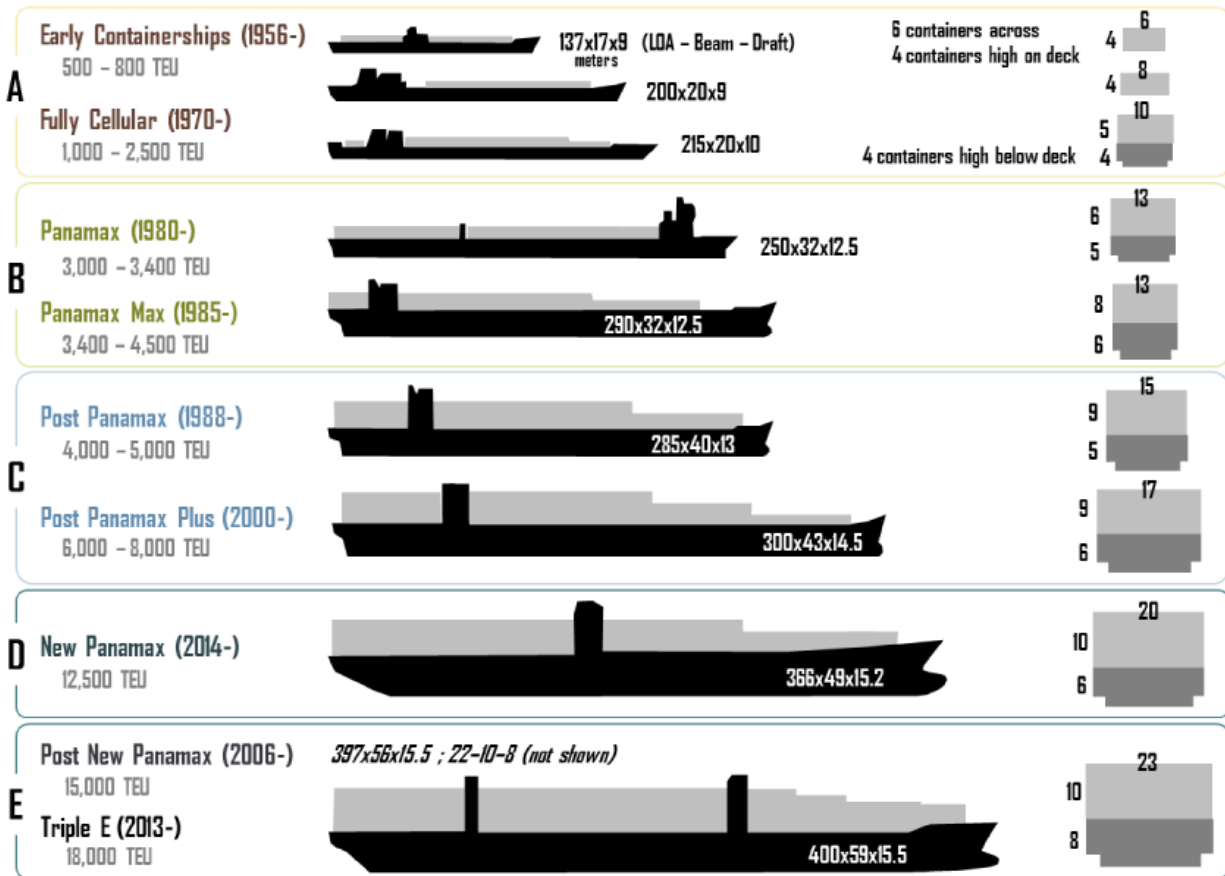 A
Early Containerships (1956-)
500 – 800 TEU
137x17x9 (LOA – Beam – Draft)
meters
6 containers across
4 containers high on deck
6
4
200x20x9
8
4
Fully Cellular (1970-)
1,000 – 2,500 TEU
215x20x10
4 containers high below deck
10
5
4
B
Panamax (1980-)
3,000 – 3,400 TEU
250x32x12.5
13
6
5
Panamax Max (1985-)
3,400 – 4,500 TEU
290x32x12.5
13
8
6
C
Post Panamax (1988-)
4,000 – 5,000 TEU
285x40x13
15
9
5
Post Panamax Plus (2000-)
6,000 – 8,000 TEU
300x43x14.5
17
9
6
D
New Panamax (2014-)
12,500 TEU
366x49x15.2
20
10
6
E
Post New Panamax (2006-)
15,000 TEU
397x56x15.5 ; 22–10–8 (not shown)
Triple E (2013-)
18,000 TEU
400x59x15.5
23
10
8